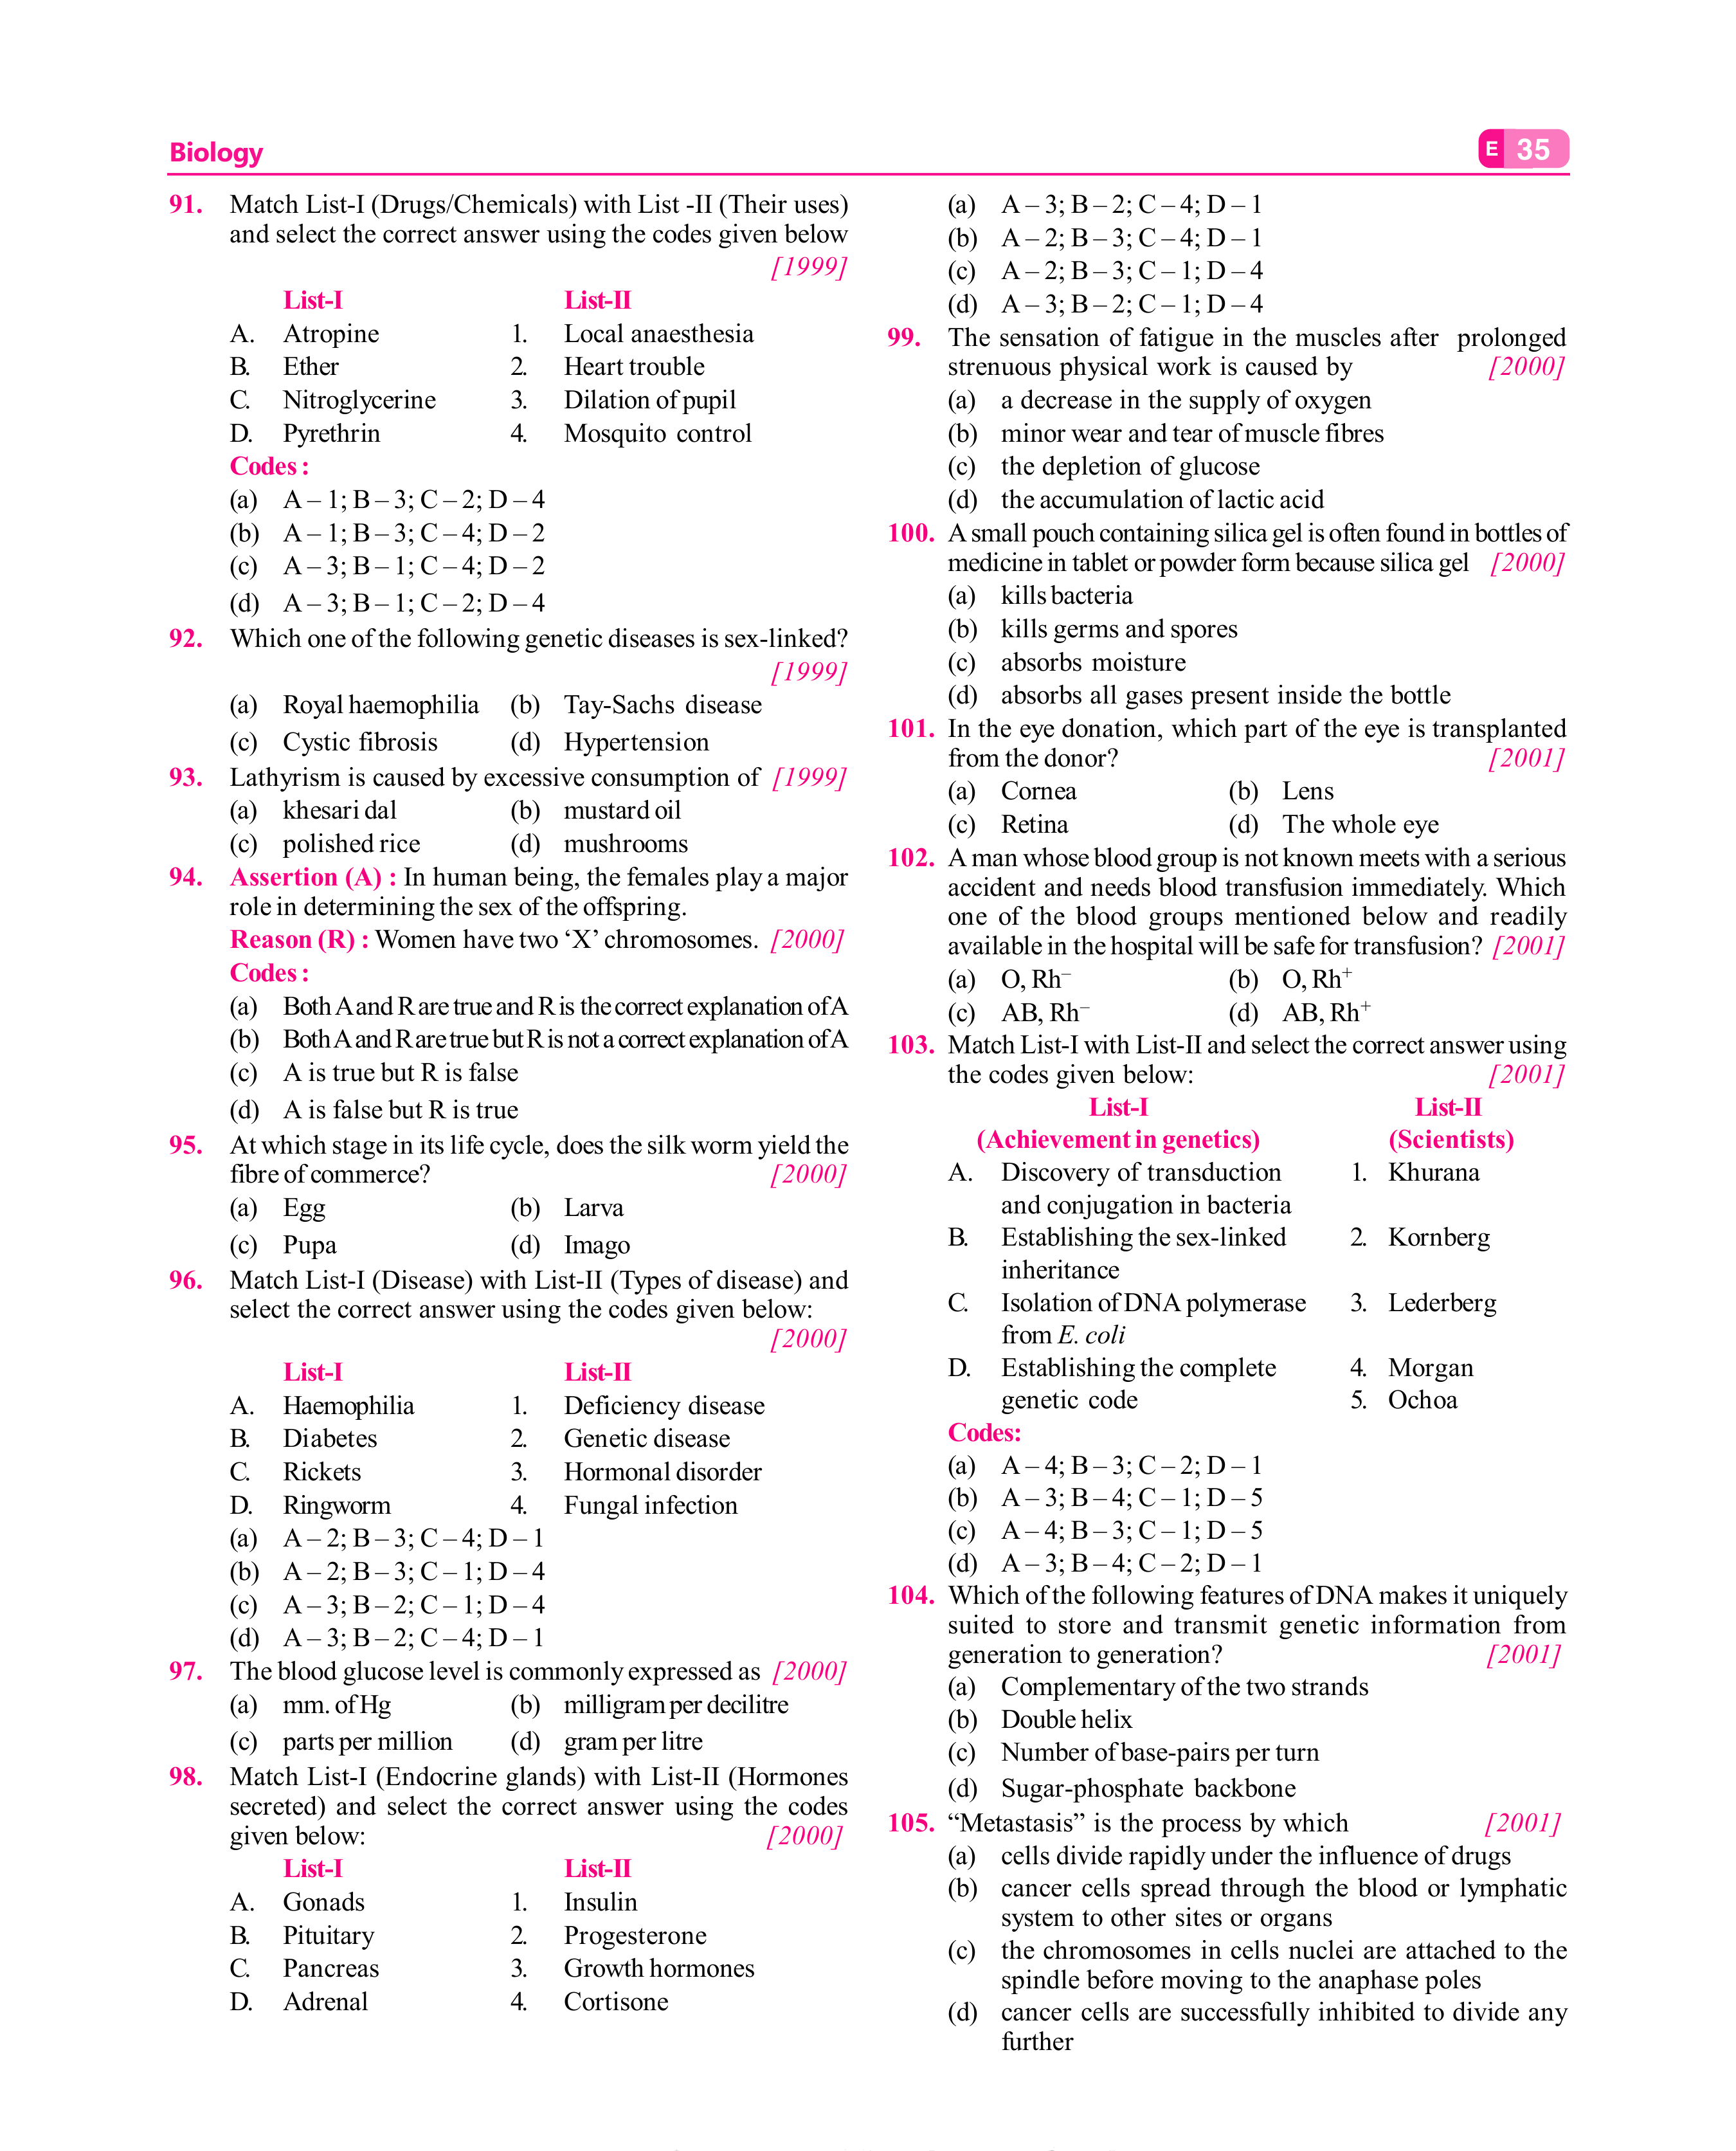 Biology
E 35
91. Match List-I (Drugs/Chemicals) with List -II (Their uses)
and select the correct answer using the codes given below
[1999]
List-I List-II
A. Atropine 1. Local anaesthesia
B. Ether 2. Heart trouble
C. Nitroglycerine 3. Dilation of pupil
D. Pyrethrin 4. Mosquito control
Codes :
(a) A – 1; B – 3; C – 2; D – 4
(b) A – 1; B – 3; C – 4; D – 2
(c) A – 3; B – 1; C – 4; D – 2
(d) A – 3; B – 1; C – 2; D – 4
92. Which one of the following genetic diseases is sex-linked?
[1999]
(a) Royal haemophilia (b) Tay-Sachs disease
(c) Cystic fibrosis (d) Hypertension
93. Lathyrism is caused by excessive consumption of [1999]
(a) khesari dal (b) mustard oil
(c) polished rice (d) mushrooms
94. Assertion (A) : In human being, the females play a major
role in determining the sex of the offspring.
Reason (R) : Women have two ‘X’ chromosomes. [2000]
Codes :
(a) Both A and R are true and R is the correct explanation of A
(b) Both A and R are true but R is not a correct explanation of A
(c) A is true but R is false
(d) A is false but R is true
95. At which stage in its life cycle, does the silk worm yield the
fibre of commerce? [2000]
(a) Egg (b) Larva
(c) Pupa (d) Imago
96. Match List-I (Disease) with List-II (Types of disease) and
select the correct answer using the codes given below:
[2000]
List-I List-II
A. Haemophilia 1. Deficiency disease
B. Diabetes 2. Genetic disease
C. Rickets 3. Hormonal disorder
D. Ringworm 4. Fungal infection
(a) A – 2; B – 3; C – 4; D – 1
(b) A – 2; B – 3; C – 1; D – 4
(c) A – 3; B – 2; C – 1; D – 4
(d) A – 3; B – 2; C – 4; D – 1
97. The blood glucose level is commonly expressed as [2000]
(a) mm. of Hg (b) milligram per decilitre
(c) parts per million (d) gram per litre
98. Match List-I (Endocrine glands) with List-II (Hormones
secreted) and select the correct answer using the codes
given below: [2000]
List-I List-II
A. Gonads 1. Insulin
B. Pituitary 2. Progesterone
C. Pancreas 3. Growth hormones
D. Adrenal 4. Cortisone
(a) A – 3; B – 2; C – 4; D – 1
(b) A – 2; B – 3; C – 4; D – 1
(c) A – 2; B – 3; C – 1; D – 4
(d) A – 3; B – 2; C – 1; D – 4
99. The sensation of fatigue in the muscles after prolonged
strenuous physical work is caused by [2000]
(a) a decrease in the supply of oxygen
(b) minor wear and tear of muscle fibres
(c) the depletion of glucose
(d) the accumulation of lactic acid
100. A small pouch containing silica gel is often found in bottles of
medicine in tablet or powder form because silica gel [2000]
(a) kills bacteria
(b) kills germs and spores
(c) absorbs moisture
(d) absorbs all gases present inside the bottle
101. In the eye donation, which part of the eye is transplanted
from the donor? [2001]
(a) Cornea (b) Lens
(c) Retina (d) The whole eye
102. A man whose blood group is not known meets with a serious
accident and needs blood transfusion immediately. Which
one of the blood groups mentioned below and readily
available in the hospital will be safe for transfusion? [2001]
(a) O, Rh⁻ (b) O, Rh⁺
(c) AB, Rh⁻ (d) AB, Rh⁺
103. Match List-I with List-II and select the correct answer using
the codes given below: [2001]
List-I List-II
(Achievement in genetics) (Scientists)
A. Discovery of transduction 1. Khurana
and conjugation in bacteria
B. Establishing the sex-linked 2. Kornberg
inheritance
C. Isolation of DNA polymerase 3. Lederberg
from E. coli
D. Establishing the complete 4. Morgan
genetic code 5. Ochoa
Codes:
(a) A – 4; B – 3; C – 2; D – 1
(b) A – 3; B – 4; C – 1; D – 5
(c) A – 4; B – 3; C – 1; D – 5
(d) A – 3; B – 4; C – 2; D – 1
104. Which of the following features of DNA makes it uniquely
suited to store and transmit genetic information from
generation to generation? [2001]
(a) Complementary of the two strands
(b) Double helix
(c) Number of base-pairs per turn
(d) Sugar-phosphate backbone
105. “Metastasis” is the process by which [2001]
(a) cells divide rapidly under the influence of drugs
(b) cancer cells spread through the blood or lymphatic
system to other sites or organs
(c) the chromosomes in cells nuclei are attached to the
spindle before moving to the anaphase poles
(d) cancer cells are successfully inhibited to divide any
further